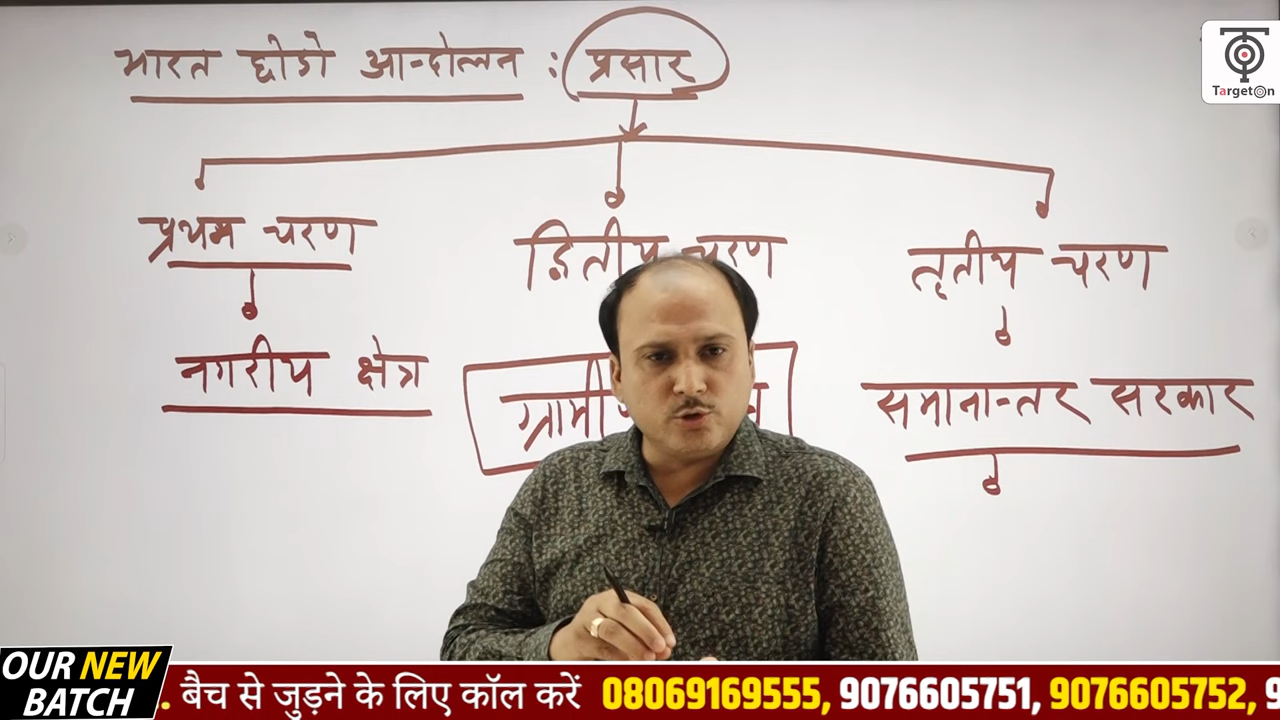 भारत छोडो आन्दोलन : प्रसार
TargetOn
प्रथम चरण
द्वितीय चरण
तृतीय चरण
नगरीय क्षेत्र
समानान्तर सरकार
OUR NEW
BATCH
बैच से जुड़ने के लिए कॉल करें 08069169555, 9076605751, 9076605752,